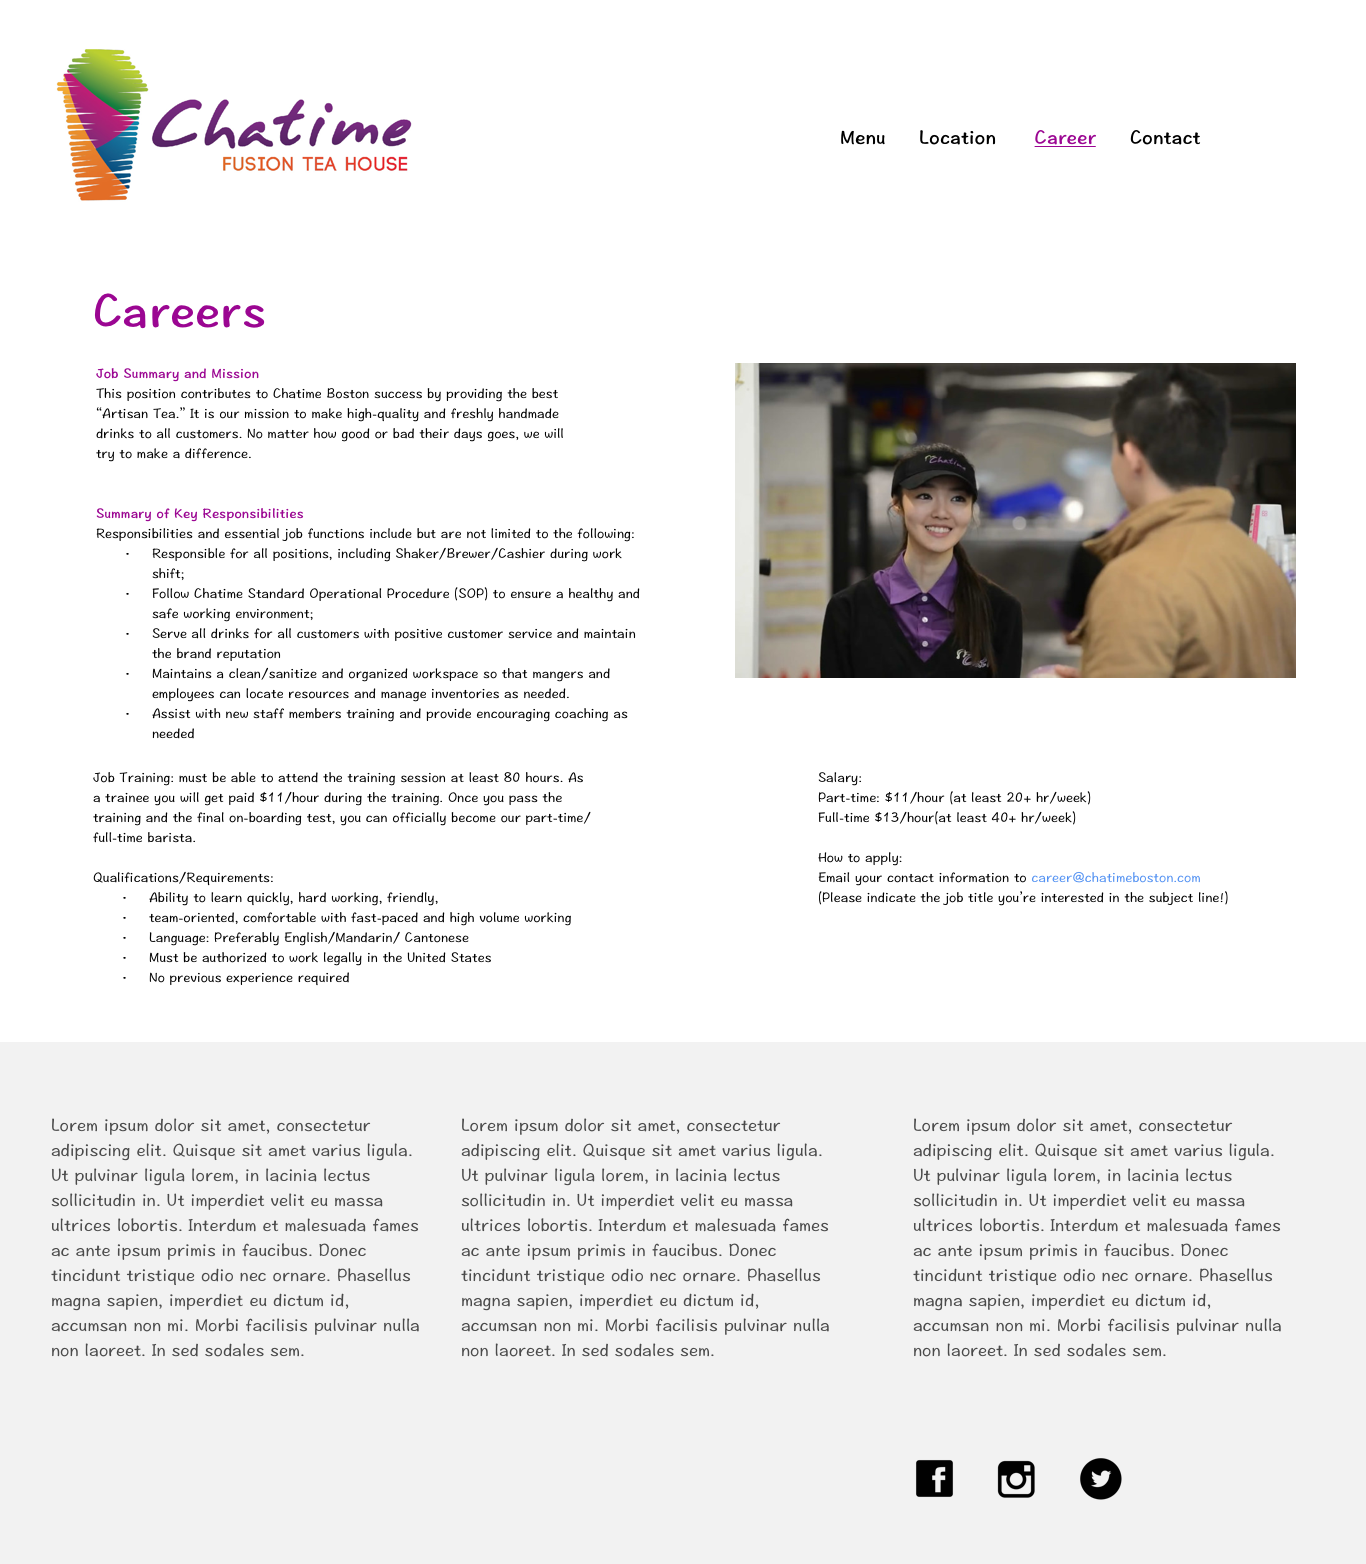 Chatime
FUSION TEA HOUSE
Menu Location Career Contact
Careers
Job Summary and Mission
This position contributes to Chatime Boston success by providing the best
“Artisan Tea.” It is our mission to make high-quality and freshly handmade
drinks to all customers. No matter how good or bad their days goes, we will
try to make a difference.
Summary of Key Responsibilities
Responsibilities and essential job functions include but are not limited to the following:
· Responsible for all positions, including Shaker/Brewer/Cashier during work
shift;
· Follow Chatime Standard Operational Procedure (SOP) to ensure a healthy and
safe working environment;
· Serve all drinks for all customers with positive customer service and maintain
the brand reputation
· Maintains a clean/sanitize and organized workspace so that mangers and
employees can locate resources and manage inventories as needed.
· Assist with new staff members training and provide encouraging coaching as
needed
Chatime
Job Training: must be able to attend the training session at least 80 hours. As
a trainee you will get paid $11/hour during the training. Once you pass the
training and the final on-boarding test, you can officially become our part-time/
full-time barista.
Qualifications/Requirements:
· Ability to learn quickly, hard working, friendly,
· team-oriented, comfortable with fast-paced and high volume working
· Language: Preferably English/Mandarin/ Cantonese
· Must be authorized to work legally in the United States
· No previous experience required
Salary:
Part-time: $11/hour (at least 20+ hr/week)
Full-time $13/hour(at least 40+ hr/week)
How to apply:
Email your contact information to career@chatimeboston.com
(Please indicate the job title you’re interested in the subject line!)
Lorem ipsum dolor sit amet, consectetur
adipiscing elit. Quisque sit amet varius ligula.
Ut pulvinar ligula lorem, in lacinia lectus
sollicitudin in. Ut imperdiet velit eu massa
ultrices lobortis. Interdum et malesuada fames
ac ante ipsum primis in faucibus. Donec
tincidunt tristique odio nec ornare. Phasellus
magna sapien, imperdiet eu dictum id,
accumsan non mi. Morbi facilisis pulvinar nulla
non laoreet. In sed sodales sem.
Lorem ipsum dolor sit amet, consectetur
adipiscing elit. Quisque sit amet varius ligula.
Ut pulvinar ligula lorem, in lacinia lectus
sollicitudin in. Ut imperdiet velit eu massa
ultrices lobortis. Interdum et malesuada fames
ac ante ipsum primis in faucibus. Donec
tincidunt tristique odio nec ornare. Phasellus
magna sapien, imperdiet eu dictum id,
accumsan non mi. Morbi facilisis pulvinar nulla
non laoreet. In sed sodales sem.
Lorem ipsum dolor sit amet, consectetur
adipiscing elit. Quisque sit amet varius ligula.
Ut pulvinar ligula lorem, in lacinia lectus
sollicitudin in. Ut imperdiet velit eu massa
ultrices lobortis. Interdum et malesuada fames
ac ante ipsum primis in faucibus. Donec
tincidunt tristique odio nec ornare. Phasellus
magna sapien, imperdiet eu dictum id,
accumsan non mi. Morbi facilisis pulvinar nulla
non laoreet. In sed sodales sem.